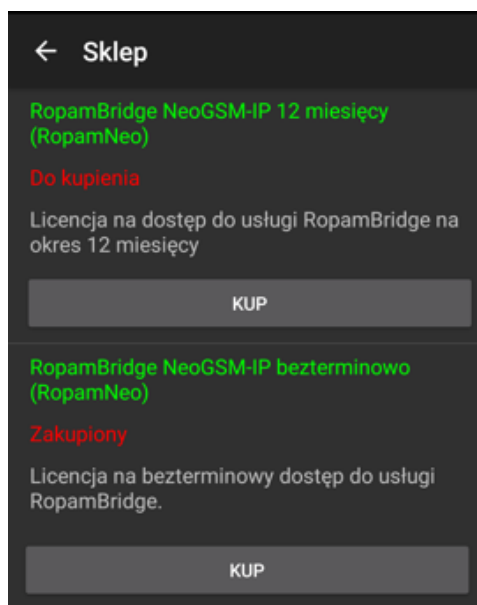 Sklep
RopamBridge NeoGSM-IP 12 miesięcy
(RopamNeo)
Do kupienia
Licencja na dostęp do usługi RopamBridge na
okres 12 miesięcy
KUP
RopamBridge NeoGSM-IP bezterminowo
(RopamNeo)
Zakupiony
Licencja na bezterminowy dostęp do usługi
RopamBridge.
KUP